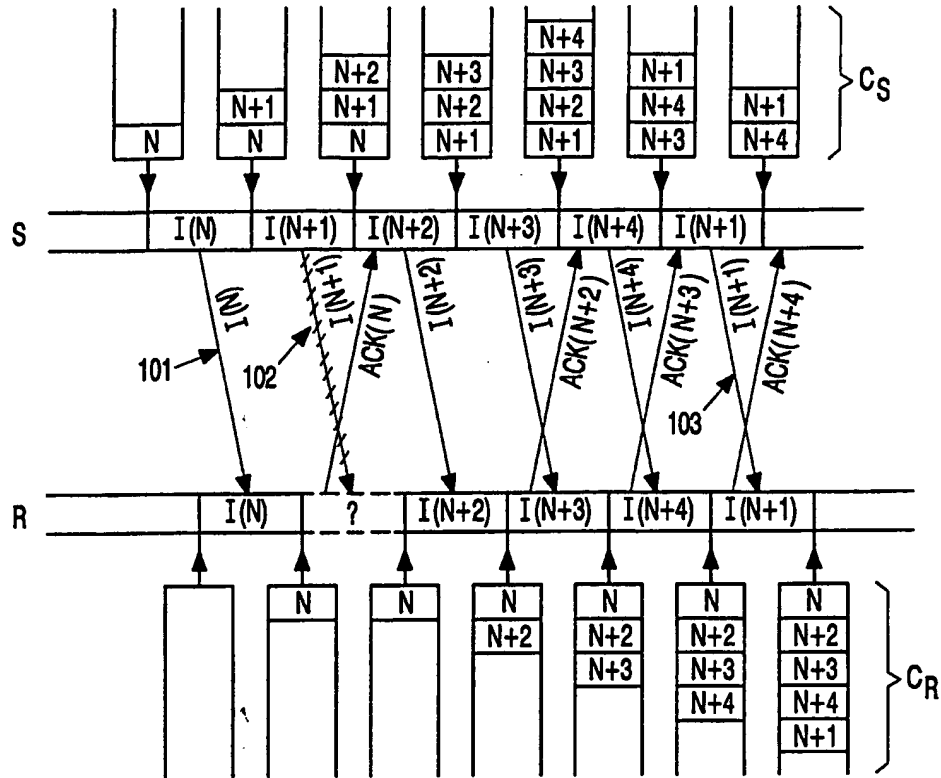 N+4
N+2 N+3 N+3 N+1
N+1 N+1 N+2 N+2 N+4 N+1
N N N+1 N+1 N+3 N+4
C_S
S I(N) I(N+1) I(N+2) I(N+3) I(N+4) I(N+1)
I(N) I(N+1) ACK(N) I(N+2) I(N+3) ACK(N+2) I(N+4) ACK(N+3) I(N+1) ACK(N+4)
101 102 103
R I(N) ? I(N+2) I(N+3) I(N+4) I(N+1)
N N N N N N
N+2 N+2 N+2 N+2
N+3 N+3 N+3
N+4 N+4
N+1
C_R